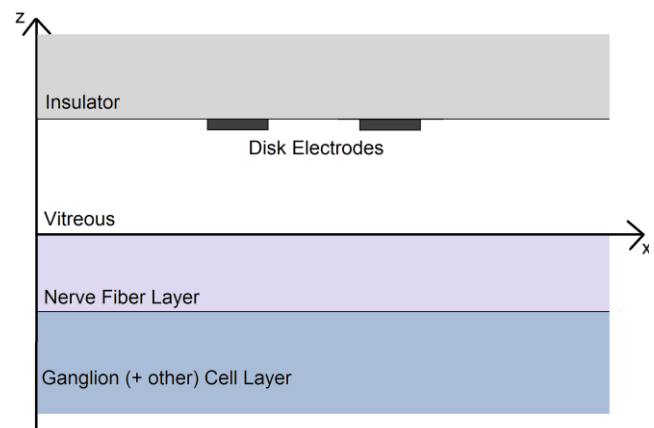 z
Insulator
Disk Electrodes
Vitreous
x
Nerve Fiber Layer
Ganglion (+ other) Cell Layer